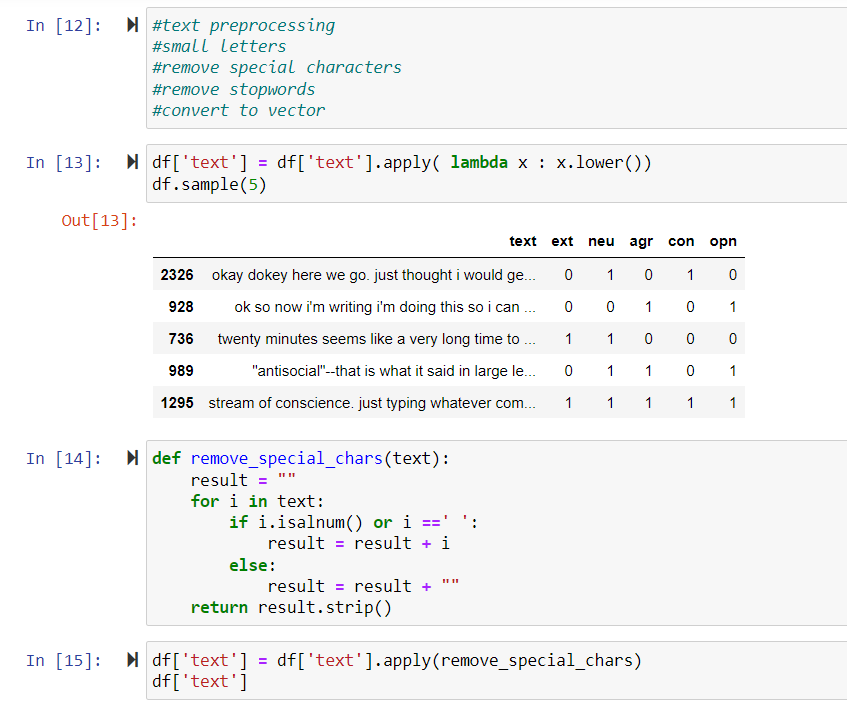 In [12]: #text preprocessing
#small letters
#remove special characters
#remove stopwords
#convert to vector
In [13]: df['text'] = df['text'].apply( lambda x : x.lower())
df.sample(5)
Out[13]:
text ext neu agr con opn
2326 okay dokey here we go. just thought i would ge... 0 1 0 1 0
928 ok so now i'm writing i'm doing this so i can ... 0 0 1 0 1
736 twenty minutes seems like a very long time to ... 1 1 0 0 0
989 "antisocial"--that is what it said in large le... 0 1 1 0 1
1295 stream of conscience. just typing whatever com... 1 1 1 1 1
In [14]: def remove_special_chars(text):
    result = ""
    for i in text:
        if i.isalnum() or i ==' ':
            result = result + i
        else:
            result = result + ""
    return result.strip()
In [15]: df['text'] = df['text'].apply(remove_special_chars)
df['text']